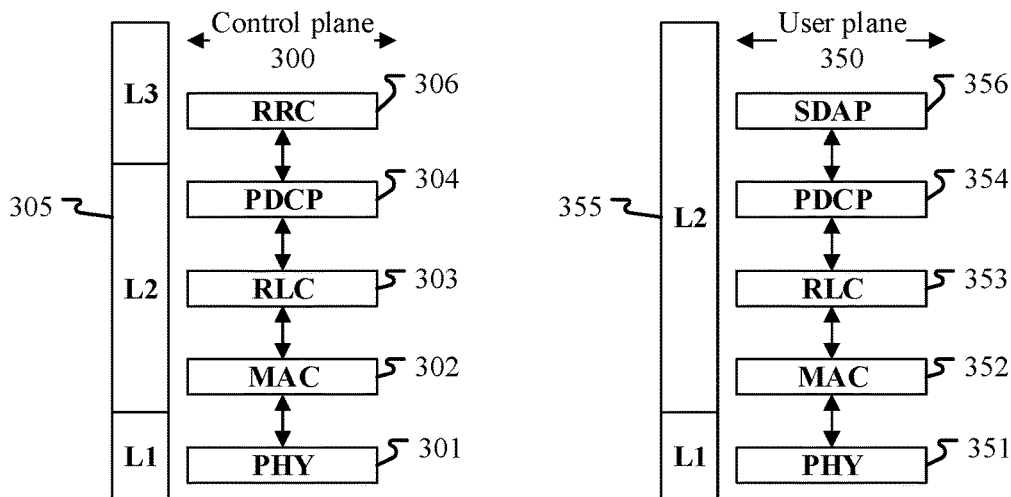 Control plane
300
L3
RRC
306
PDCP
304
305
L2
RLC
303
MAC
302
L1
PHY
301
User plane
350
SDAP
356
PDCP
354
355
L2
RLC
353
MAC
352
L1
PHY
351